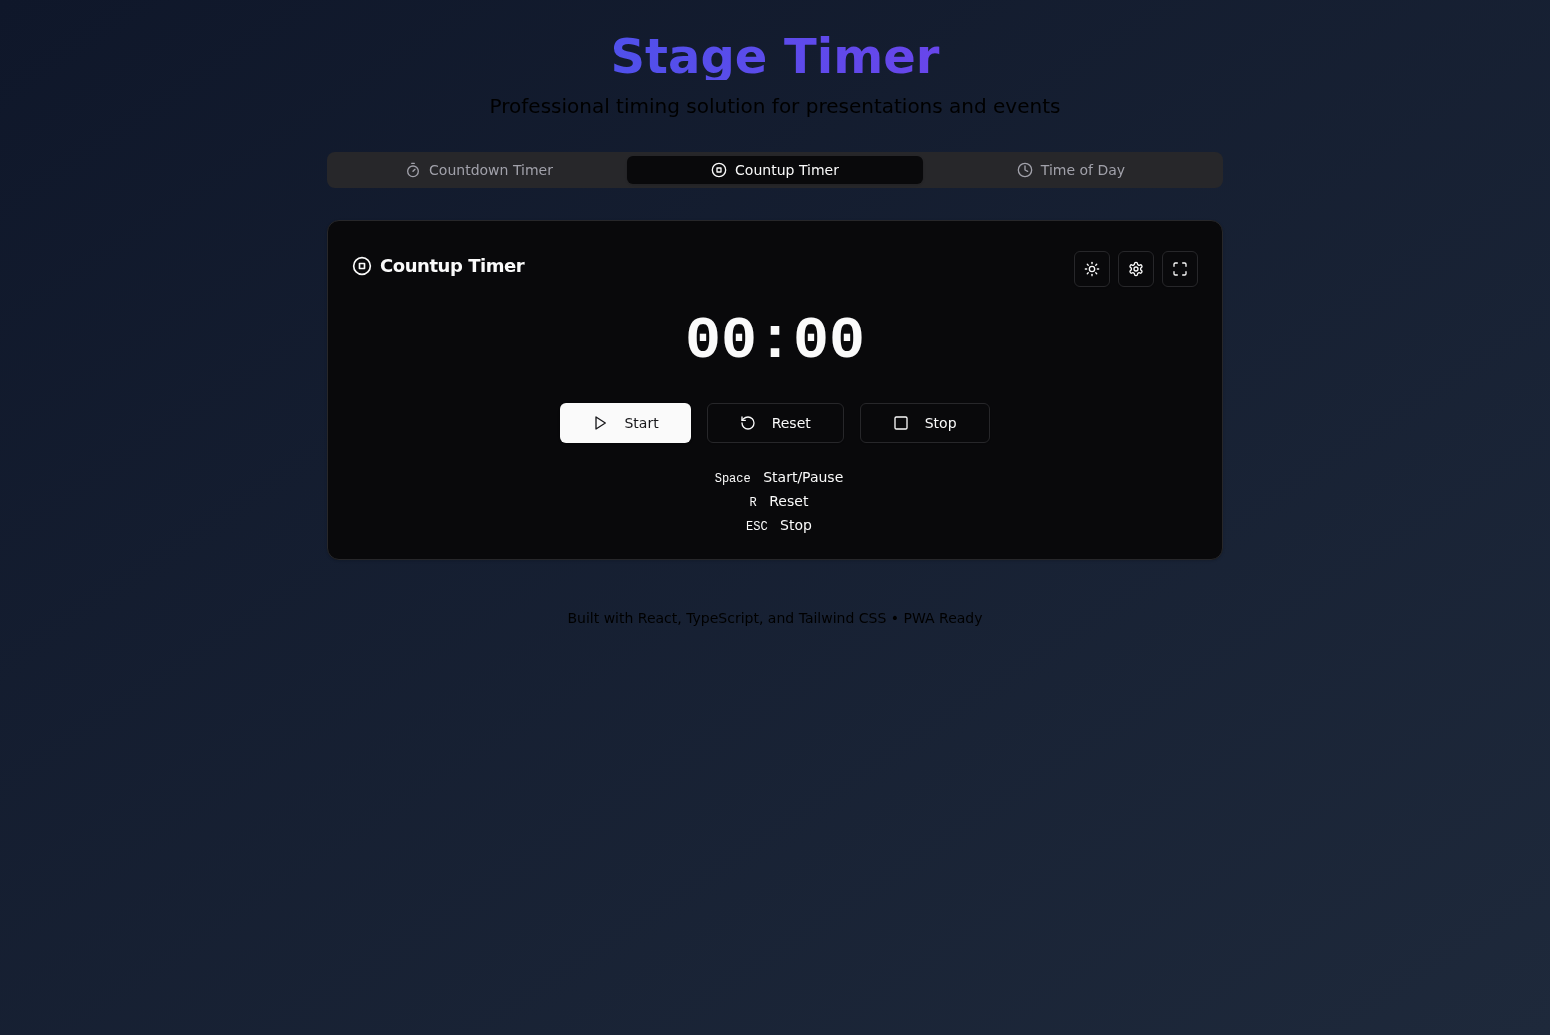 Stage Timer
Professional timing solution for presentations and events
Countdown Timer
Countup Timer
Time of Day
Countup Timer
00:00
Start
Reset
Stop
Space Start/Pause
R Reset
ESC Stop
Built with React, TypeScript, and Tailwind CSS • PWA Ready